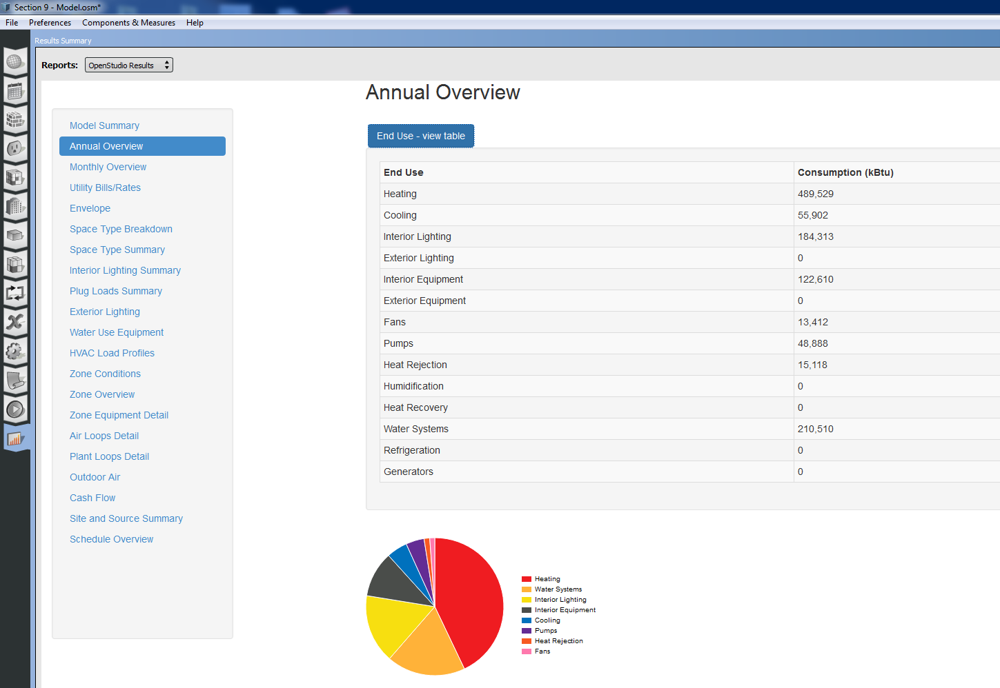 Section 9 - Model.osm*
File Preferences Components & Measures Help
Results Summary
Reports: OpenStudio Results
Annual Overview
Model Summary
Annual Overview
Monthly Overview
Utility Bills/Rates
Envelope
Space Type Breakdown
Space Type Summary
Interior Lighting Summary
Plug Loads Summary
Exterior Lighting
Water Use Equipment
HVAC Load Profiles
Zone Conditions
Zone Overview
Zone Equipment Detail
Air Loops Detail
Plant Loops Detail
Outdoor Air
Cash Flow
Site and Source Summary
Schedule Overview
End Use - view table
End Use Consumption (kBtu)
Heating 489,529
Cooling 55,902
Interior Lighting 184,313
Exterior Lighting 0
Interior Equipment 122,610
Exterior Equipment 0
Fans 13,412
Pumps 48,888
Heat Rejection 15,118
Humidification 0
Heat Recovery 0
Water Systems 210,510
Refrigeration 0
Generators 0
Heating
Water Systems
Interior Lighting
Interior Equipment
Cooling
Pumps
Heat Rejection
Fans